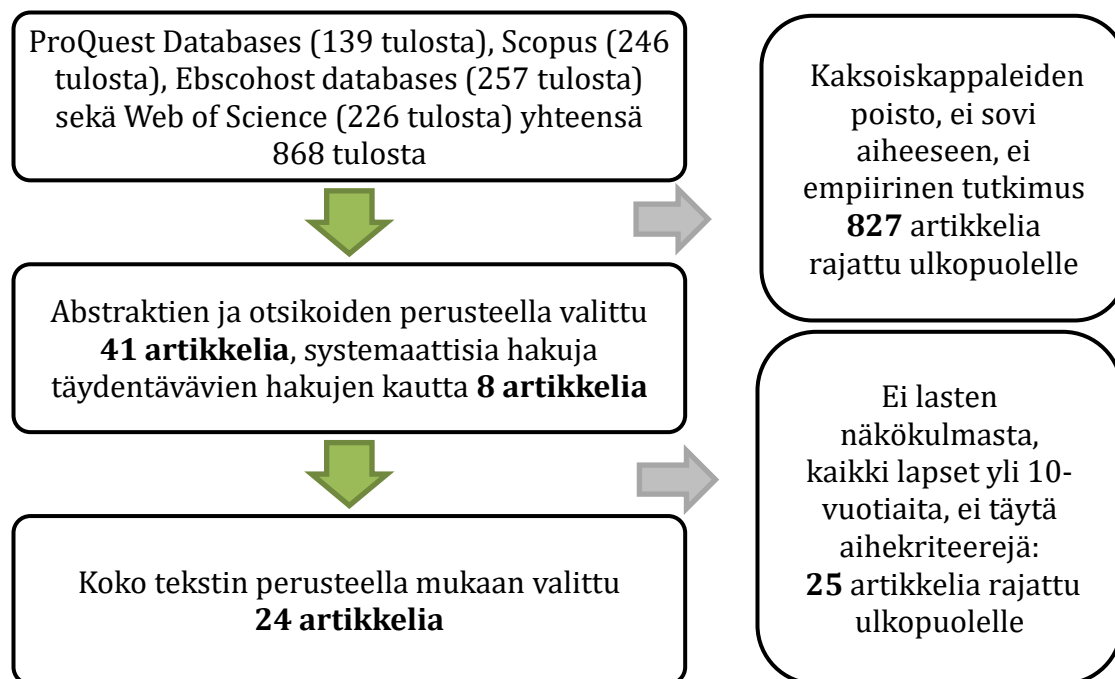 ProQuest Databases (139 tulosta), Scopus (246
tulosta), Ebscohost databases (257 tulosta)
sekä Web of Science (226 tulosta) yhteensä
868 tulosta
Kaksoiskappaleiden
poisto, ei sovi
aiheeseen, ei
empiirinen tutkimus
827 artikkelia
rajattu ulkopuolelle
Abstraktien ja otsikoiden perusteella valittu
41 artikkelia, systemaattisia hakuja
täydentävävien hakujen kautta 8 artikkelia
Ei lasten
näkökulmasta,
kaikki lapset yli 10-
vuotiaita, ei täytä
aihekriteerejä:
25 artikkelia rajattu
ulkopuolelle
Koko tekstin perusteella mukaan valittu
24 artikkelia